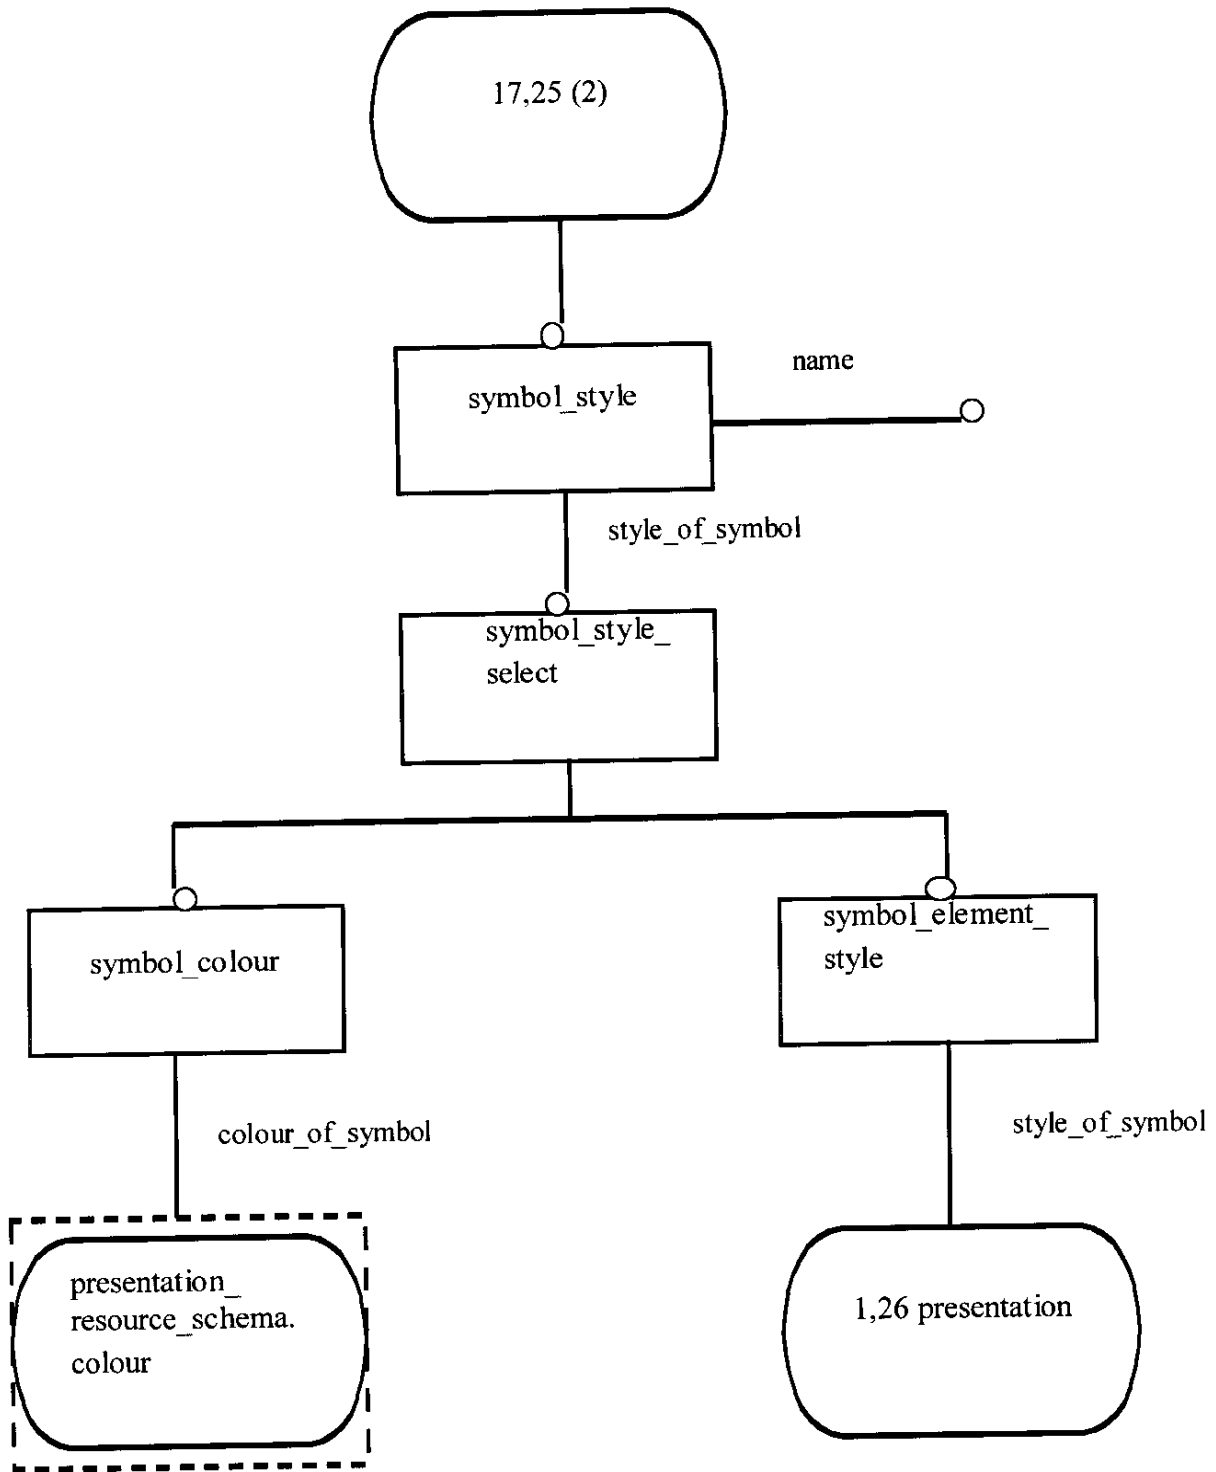 17,25 (2)
symbol_style
name
style_of_symbol
symbol_style_
select
symbol_colour
symbol_element_
style
colour_of_symbol
style_of_symbol
presentation_
resource_schema.
colour
1,26 presentation